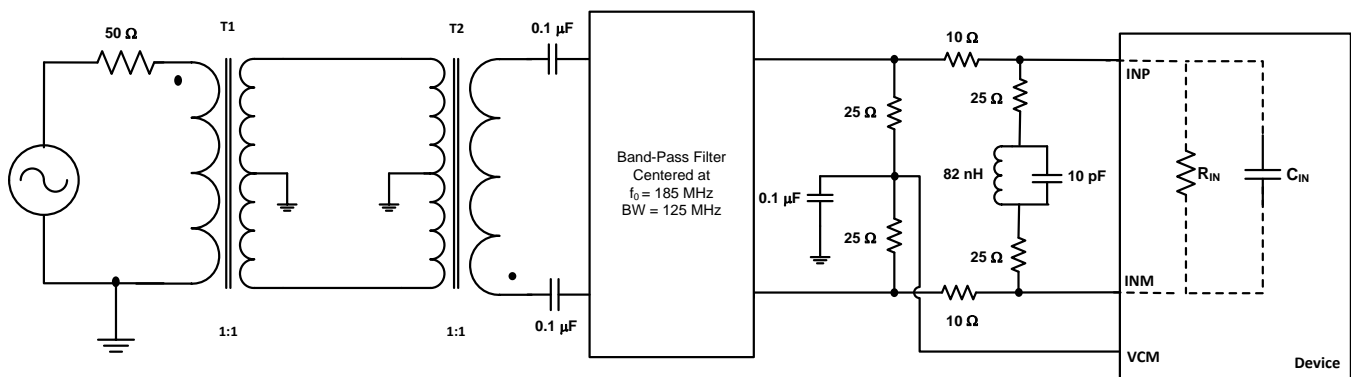 50 Ω
T1
T2
0.1 µF
10 Ω
INP
25 Ω
25 Ω
Band-Pass Filter
Centered at
f₀ = 185 MHz
BW = 125 MHz
82 nH
10 pF
R_IN
C_IN
0.1 µF
25 Ω
25 Ω
INM
0.1 µF
10 Ω
1:1
1:1
VCM
Device